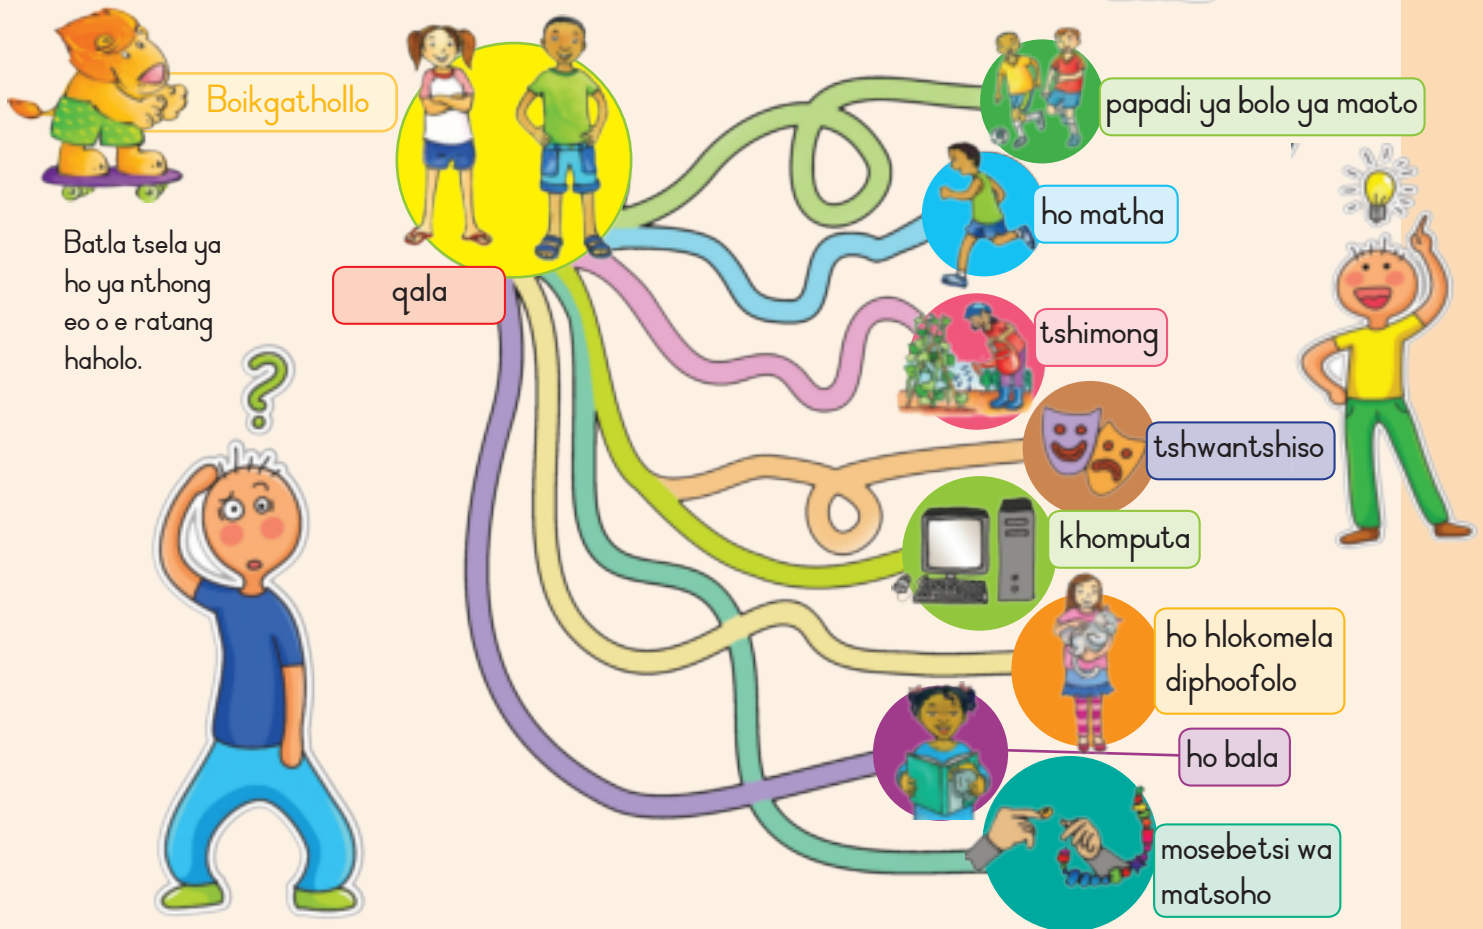 Boikgathollo
Batla tsela ya
ho ya nthong
eo o e ratang
haholo.
qala
papadi ya bolo ya maoto
ho matha
tshimong
tshwantshiso
khomputa
ho hlokomela
diphoofolo
ho bala
mosebetsi wa
matsoho
?